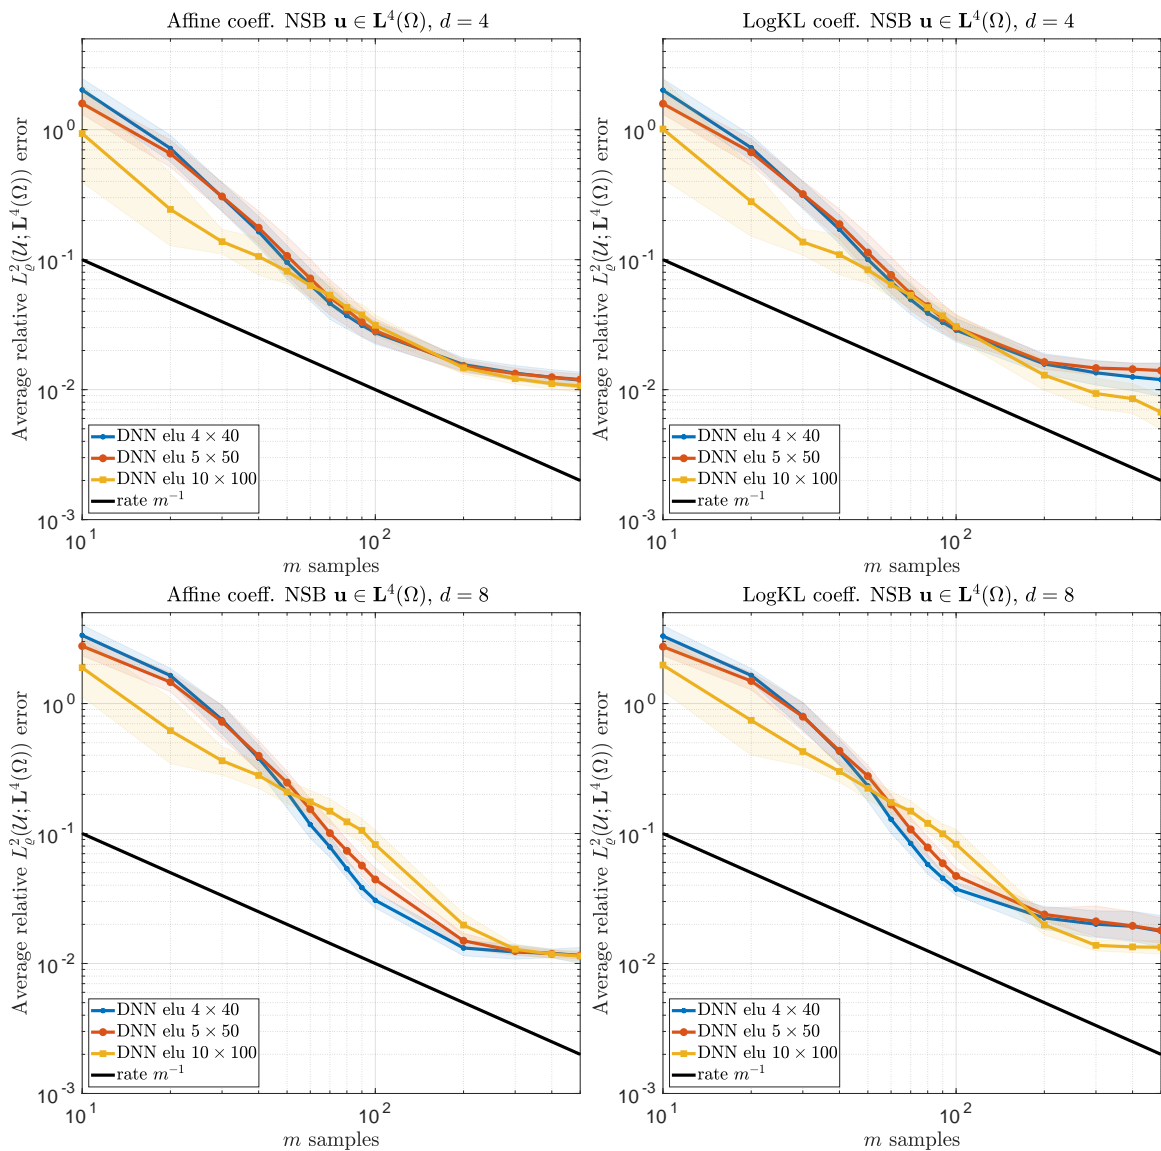 Affine coeff. NSB u ∈ L⁴(Ω), d = 4
Average relative L²_ϱ(𝒰; L⁴(Ω)) error
10⁰
10⁻¹
10⁻²
10⁻³
DNN elu 4 × 40
DNN elu 5 × 50
DNN elu 10 × 100
rate m⁻¹
10¹
10²
m samples
LogKL coeff. NSB u ∈ L⁴(Ω), d = 4
Average relative L²_ϱ(𝒰; L⁴(Ω)) error
10⁰
10⁻¹
10⁻²
10⁻³
DNN elu 4 × 40
DNN elu 5 × 50
DNN elu 10 × 100
rate m⁻¹
10¹
10²
m samples
Affine coeff. NSB u ∈ L⁴(Ω), d = 8
Average relative L²_ϱ(𝒰; L⁴(Ω)) error
10⁰
10⁻¹
10⁻²
10⁻³
DNN elu 4 × 40
DNN elu 5 × 50
DNN elu 10 × 100
rate m⁻¹
10¹
10²
m samples
LogKL coeff. NSB u ∈ L⁴(Ω), d = 8
Average relative L²_ϱ(𝒰; L⁴(Ω)) error
10⁰
10⁻¹
10⁻²
10⁻³
DNN elu 4 × 40
DNN elu 5 × 50
DNN elu 10 × 100
rate m⁻¹
10¹
10²
m samples